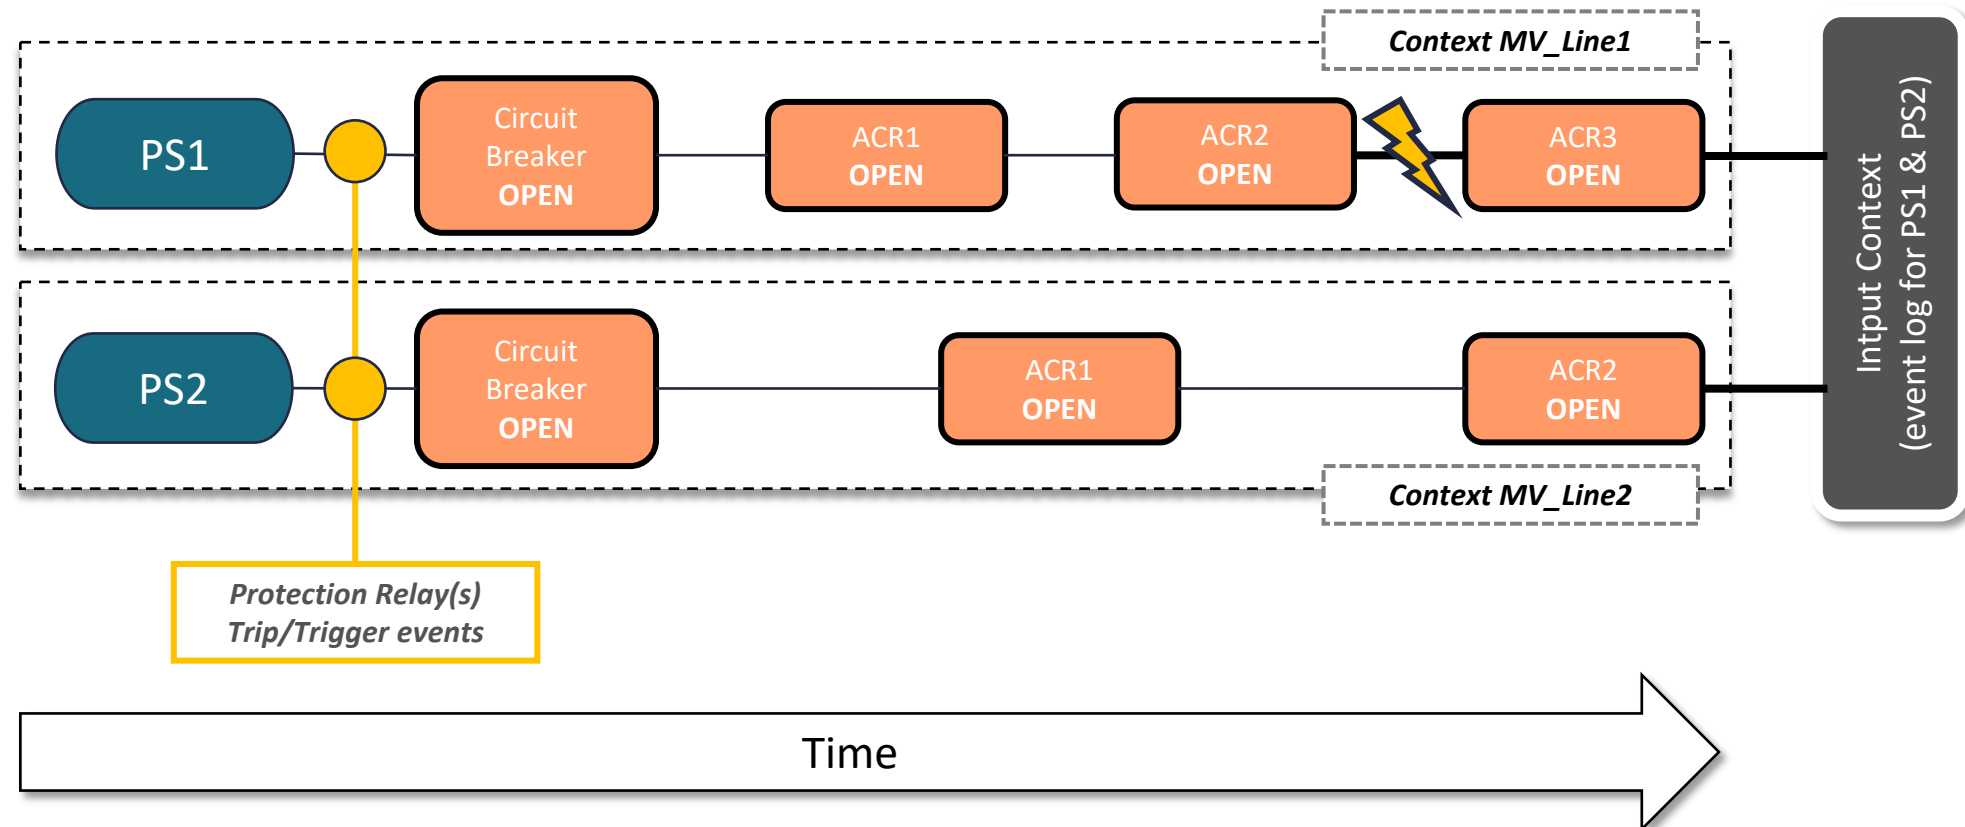 Context MV_Line1
PS1
Circuit
Breaker
OPEN
ACR1
OPEN
ACR2
OPEN
ACR3
OPEN
PS2
Circuit
Breaker
OPEN
ACR1
OPEN
ACR2
OPEN
Context MV_Line2
Intput Context
(event log for PS1 & PS2)
Protection Relay(s)
Trip/Trigger events
Time